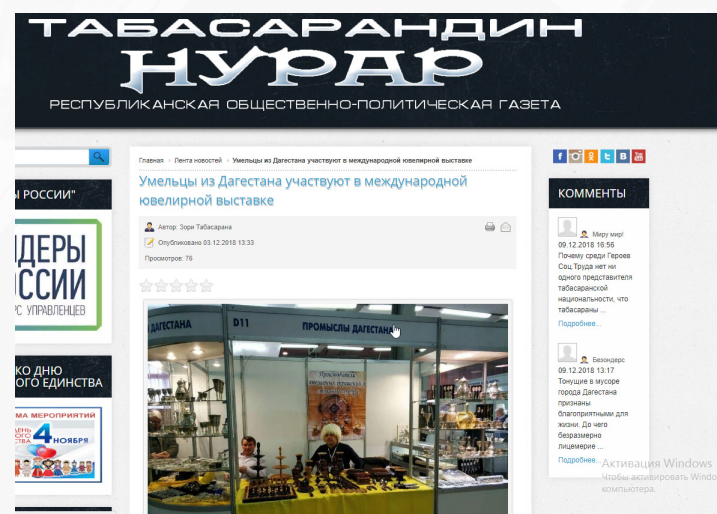 ТАБАСАРАНДИН
НУРАР
РЕСПУБЛИКАНСКАЯ ОБЩЕСТВЕННО-ПОЛИТИЧЕСКАЯ ГАЗЕТА
Главная › Лента новостей › Умельцы из Дагестана участвуют в международной ювелирной выставке
Умельцы из Дагестана участвуют в международной
ювелирной выставке
Автор: Зори Табасарана
Опубликовано 03.12.2018 13:33
Просмотров: 76
ДАГЕСТАНА
D11
ПРОМЫСЛЫ ДАГЕСТАНА
Ы РОССИИ"
ДЕРЫ
ССИИ
РС УПРАВЛЕНЦЕВ
КО ДНЮ
ОГО ЕДИНСТВА
МА МЕРОПРИЯТИЙ
4 НОЯБРЯ
КОММЕНТЫ
Миру мир!
09.12.2018 16:56
Почему среди Героев
Соц.Труда нет ни
одного представителя
табасаранской
национальности, что
табасараны ...
Подробнее...
Безондерс
09.12.2018 13:17
Тонущие в мусоре
города Дагестана
признаны
благоприятными для
жизни. До чего
безразмерно
лицемерие ...
Подробнее...
Активация Windows
Чтобы активировать Windo
компьютера.